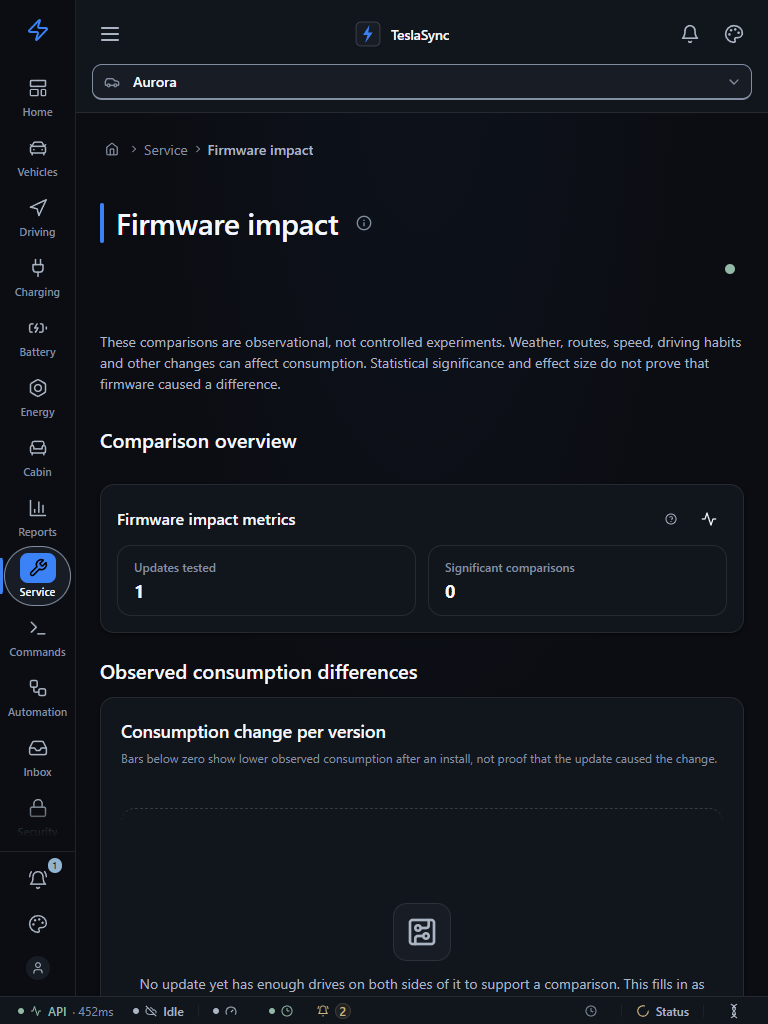 TeslaSync
Aurora
Home
Vehicles
Driving
Charging
Battery
Energy
Cabin
Reports
Service
Commands
Automation
Inbox
Security
1
Service
Firmware impact
Firmware impact
These comparisons are observational, not controlled experiments. Weather, routes, speed, driving habits
and other changes can affect consumption. Statistical significance and effect size do not prove that
firmware caused a difference.
Comparison overview
Firmware impact metrics
Updates tested
1
Significant comparisons
0
Observed consumption differences
Consumption change per version
Bars below zero show lower observed consumption after an install, not proof that the update caused the change.
No update yet has enough drives on both sides of it to support a comparison. This fills in as
API · 452ms
Idle
2
Status